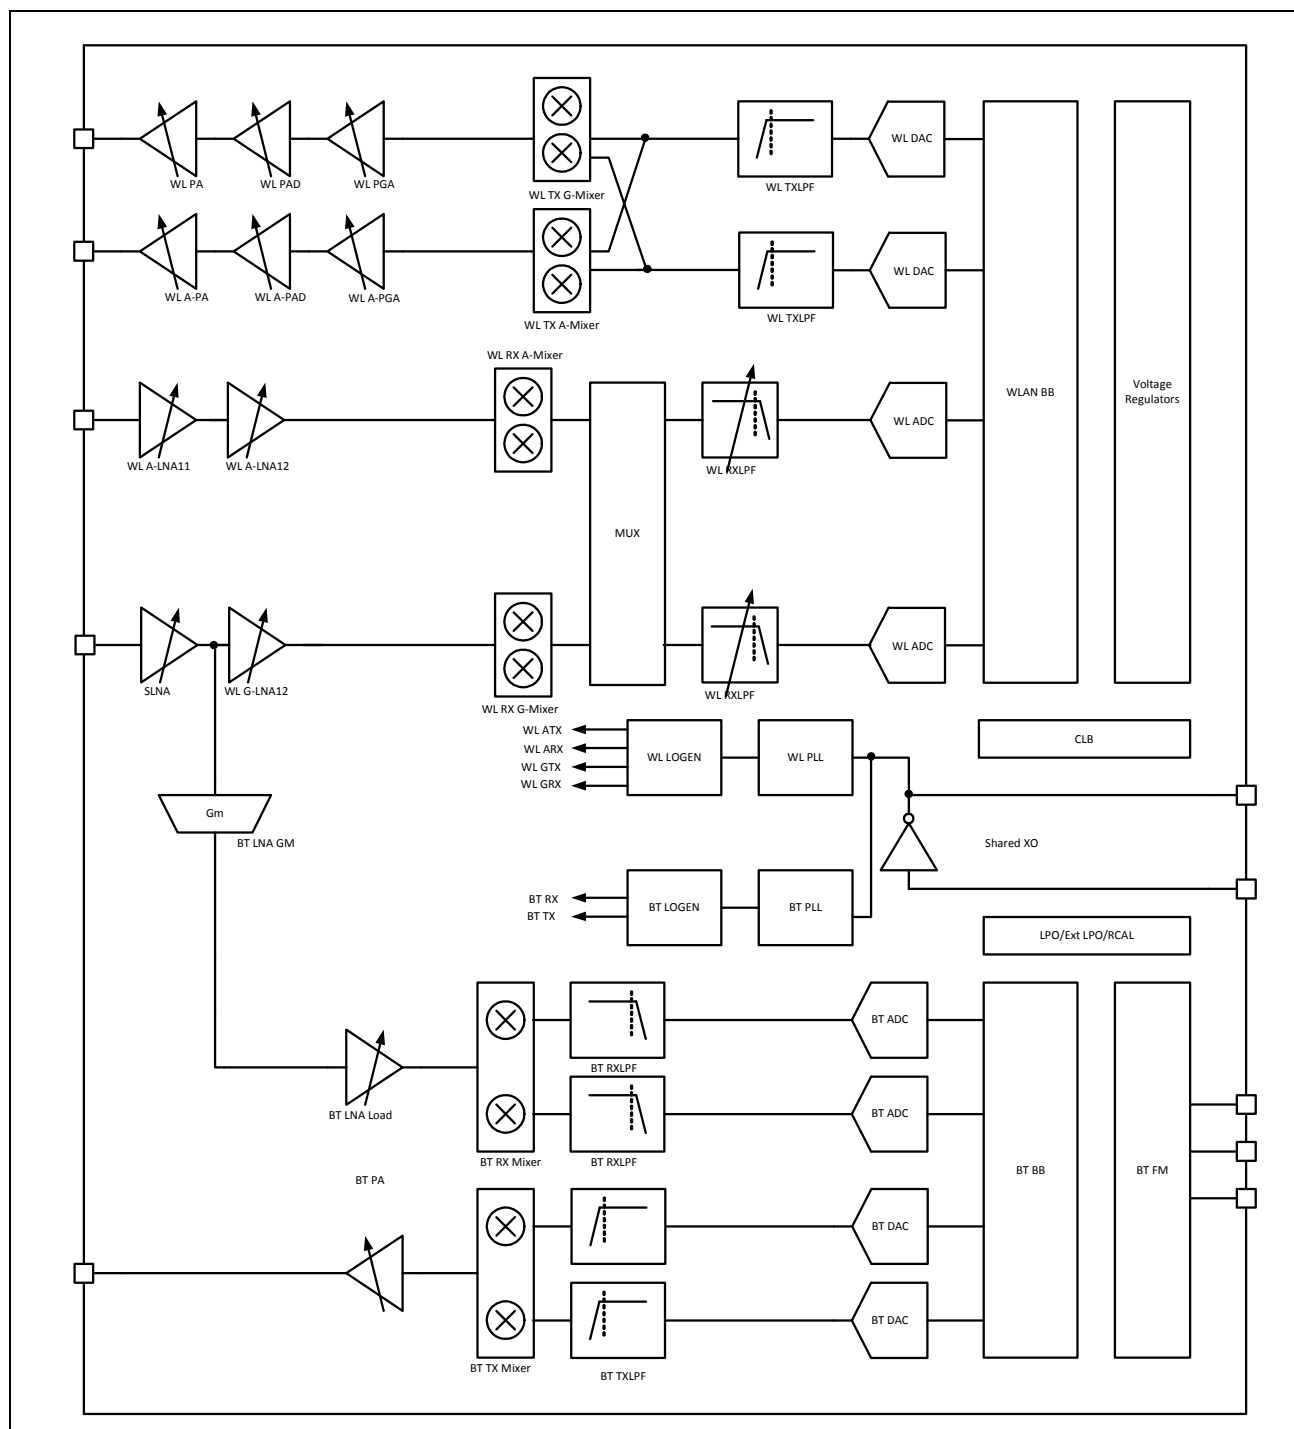 WL PA
WL PAD
WL PGA
WL TX G-Mixer
WL TXLPF
WL DAC
WL A-PA
WL A-PAD
WL A-PGA
WL TX A-Mixer
WL TXLPF
WL DAC
WL RX A-Mixer
WL A-LNA11
WL A-LNA12
WL RXLPF
WL ADC
WLAN BB
Voltage
Regulators
MUX
SLNA
WL G-LNA12
WL RX G-Mixer
WL RXLPF
WL ADC
WL ATX
WL ARX
WL GTX
WL GRX
WL LOGEN
WL PLL
CLB
Gm
BT LNA GM
Shared XO
BT RX
BT TX
BT LOGEN
BT PLL
LPO/Ext LPO/RCAL
BT LNA Load
BT RX Mixer
BT RXLPF
BT RXLPF
BT ADC
BT ADC
BT BB
BT FM
BT PA
BT TX Mixer
BT TXLPF
BT DAC
BT DAC